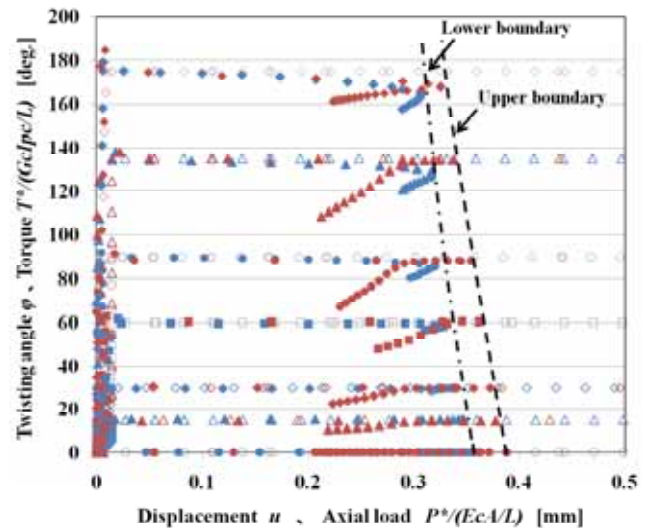 200
180
160
140
120
100
80
60
40
20
0
Twisting angle φ 、Torque T*/(GcIpc/L) [deg.]
Lower boundary
Upper boundary
0 0.1 0.2 0.3 0.4 0.5
Displacement u 、 Axial load P*/(EcA/L) [mm]